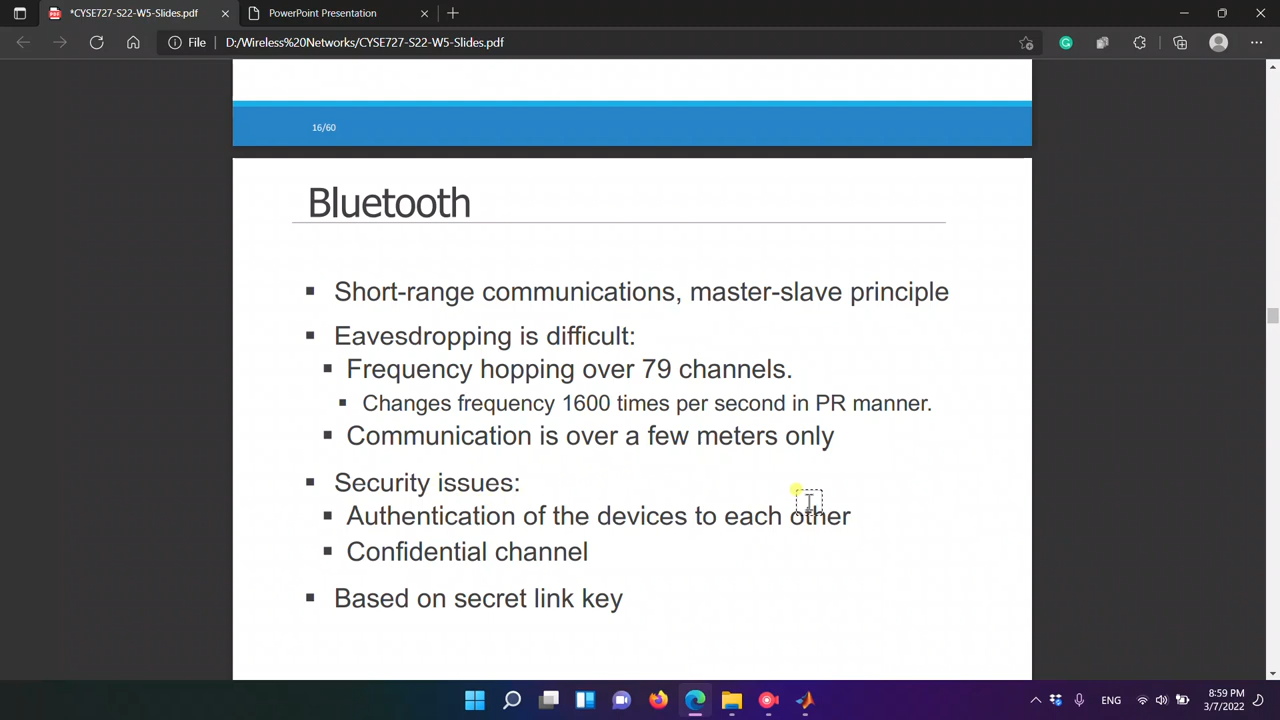 *CYSE727-S22-W5-Slides.pdf
PowerPoint Presentation
File
D:/Wireless%20Networks/CYSE727-S22-W5-Slides.pdf
16/60
Bluetooth
Short-range communications, master-slave principle
Eavesdropping is difficult:
Frequency hopping over 79 channels.
Changes frequency 1600 times per second in PR manner.
Communication is over a few meters only
Security issues:
Authentication of the devices to each other
Confidential channel
Based on secret link key
ENG
8:59 PM
3/7/2022